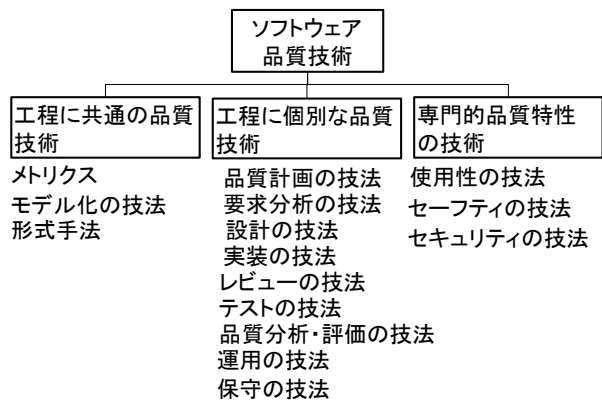 ソフトウェア
品質技術
工程に共通の品質
技術
メトリクス
モデル化の技法
形式手法
工程に個別な品質
技術
品質計画の技法
要求分析の技法
設計の技法
実装の技法
レビューの技法
テストの技法
品質分析・評価の技法
運用の技法
保守の技法
専門的品質特性
の技術
使用性の技法
セーフティの技法
セキュリティの技法